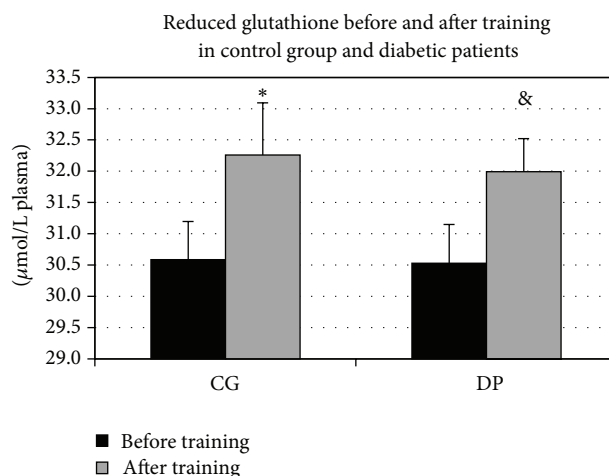 Reduced glutathione before and after training
in control group and diabetic patients
(μmol/L plasma)
33.5
33.0
32.5
32.0
31.5
31.0
30.5
30.0
29.5
29.0
*
&
CG
DP
Before training
After training